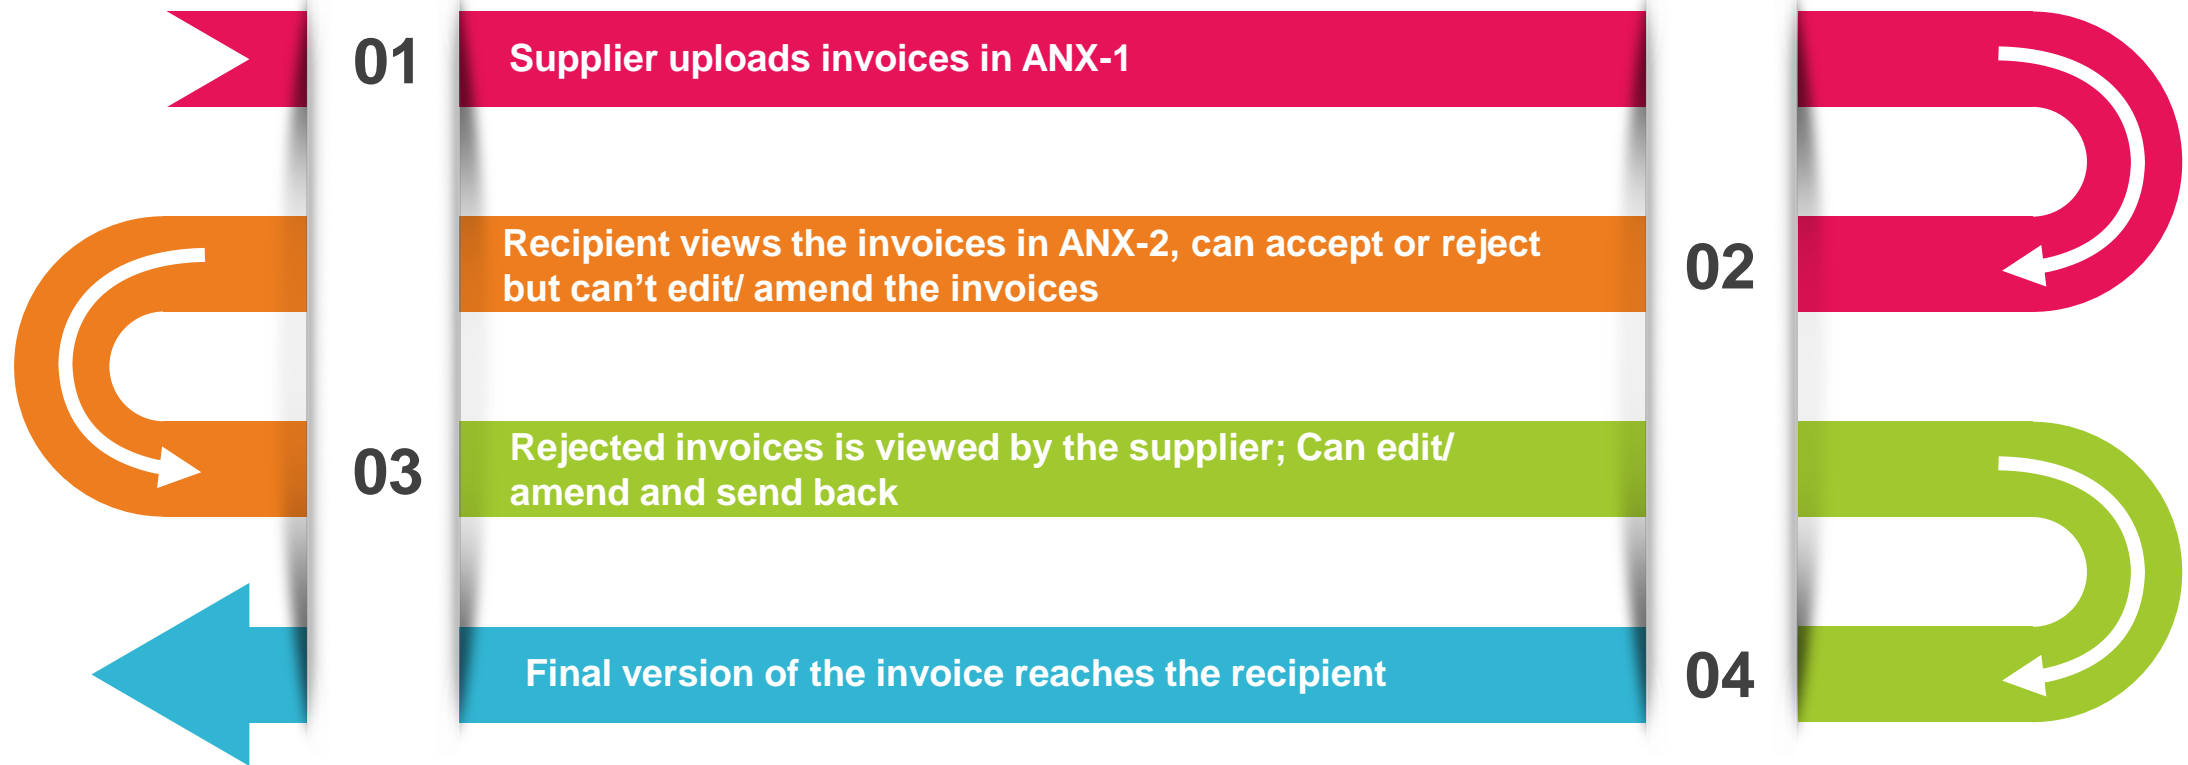 01
Supplier uploads invoices in ANX-1
Recipient views the invoices in ANX-2, can accept or reject
but can’t edit/ amend the invoices
02
03
Rejected invoices is viewed by the supplier; Can edit/
amend and send back
Final version of the invoice reaches the recipient
04